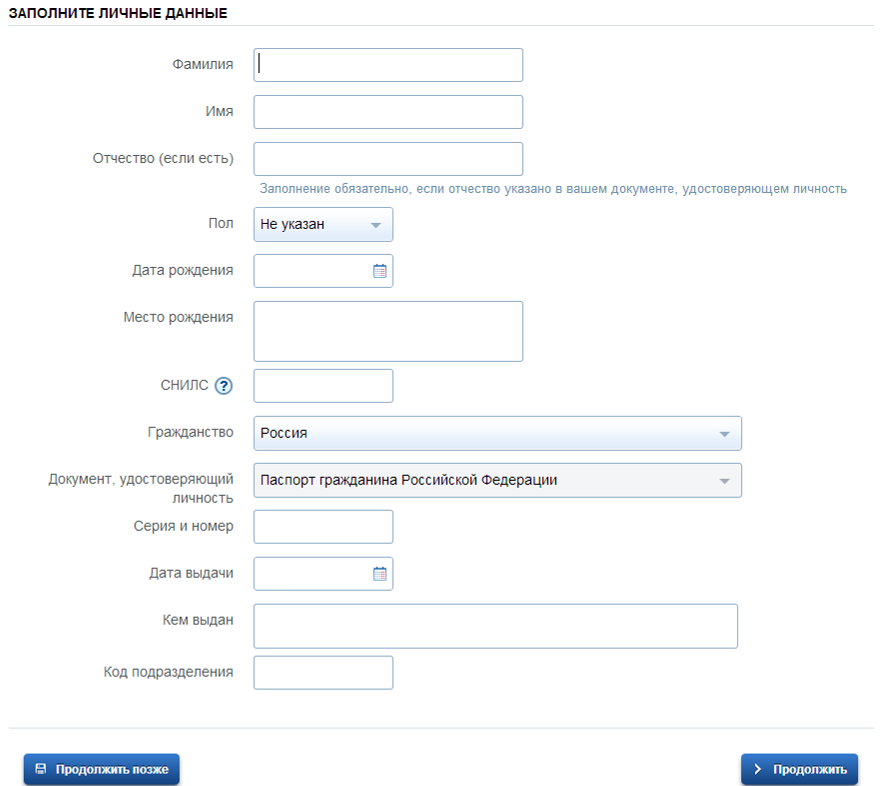 ЗАПОЛНИТЕ ЛИЧНЫЕ ДАННЫЕ
Фамилия
Имя
Отчество (если есть)
Заполнение обязательно, если отчество указано в вашем документе, удостоверяющем личность
Пол Не указан
Дата рождения
Место рождения
СНИЛС ?
Гражданство Россия
Документ, удостоверяющий Паспорт гражданина Российской Федерации
личность
Серия и номер
Дата выдачи
Кем выдан
Код подразделения
Продолжить позже Продолжить